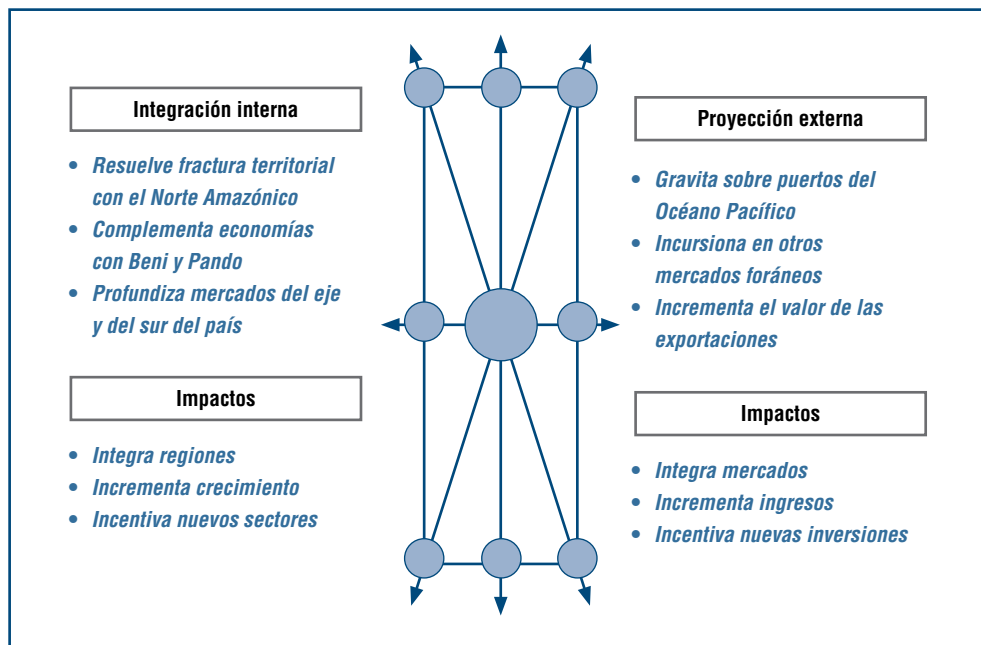 Integración interna
• Resuelve fractura territorial
con el Norte Amazónico
• Complementa economías
con Beni y Pando
• Profundiza mercados del eje
y del sur del país
Impactos
• Integra regiones
• Incrementa crecimiento
• Incentiva nuevos sectores
Proyección externa
• Gravita sobre puertos del
Océano Pacífico
• Incursiona en otros
mercados foráneos
• Incrementa el valor de las
exportaciones
Impactos
• Integra mercados
• Incrementa ingresos
• Incentiva nuevas inversiones